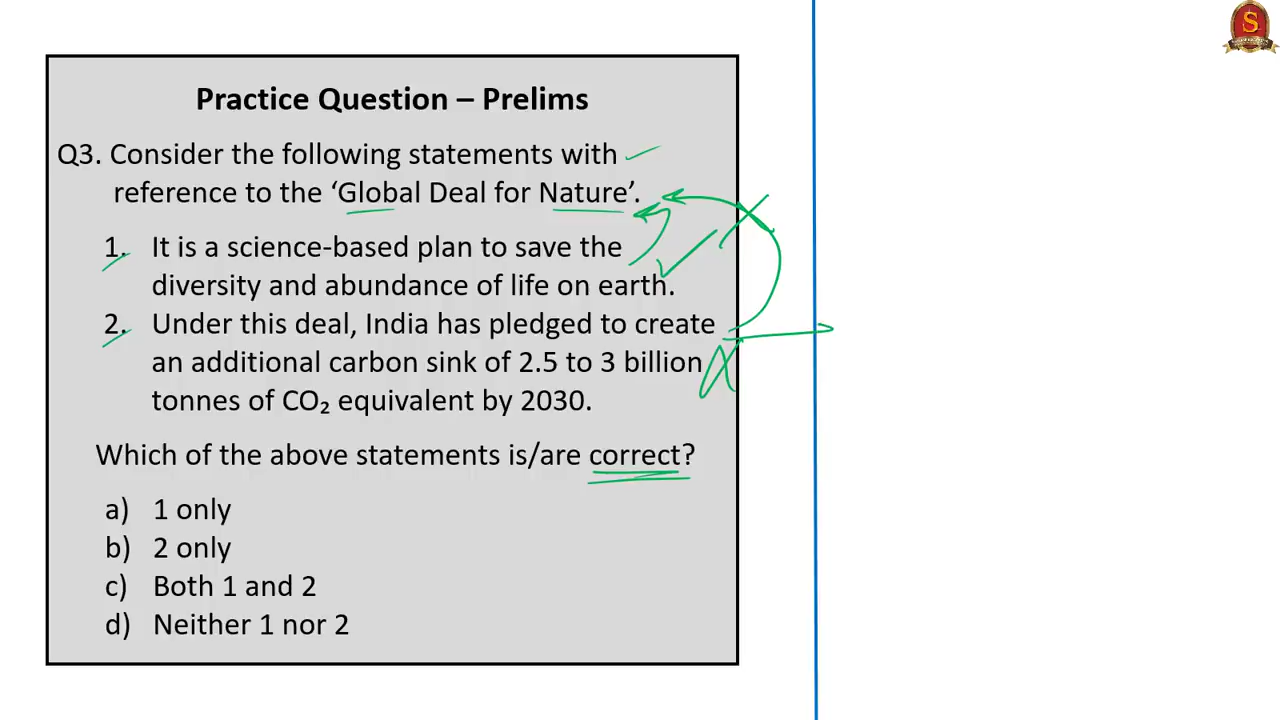 Practice Question – Prelims
Q3. Consider the following statements with
reference to the ‘Global Deal for Nature’.
1. It is a science-based plan to save the
diversity and abundance of life on earth.
2. Under this deal, India has pledged to create
an additional carbon sink of 2.5 to 3 billion
tonnes of CO₂ equivalent by 2030.
Which of the above statements is/are correct?
a) 1 only
b) 2 only
c) Both 1 and 2
d) Neither 1 nor 2
S